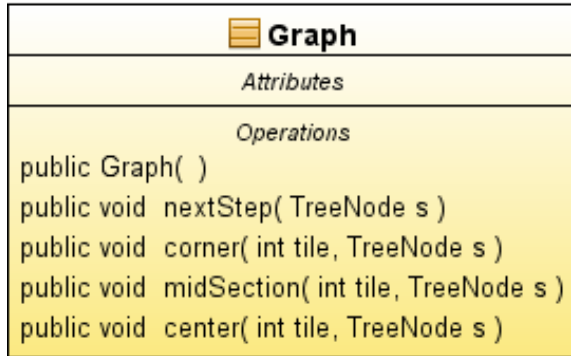 Graph
Attributes
Operations
public Graph( )
public void nextStep( TreeNode s )
public void corner( int tile, TreeNode s )
public void midSection( int tile, TreeNode s )
public void center( int tile, TreeNode s )